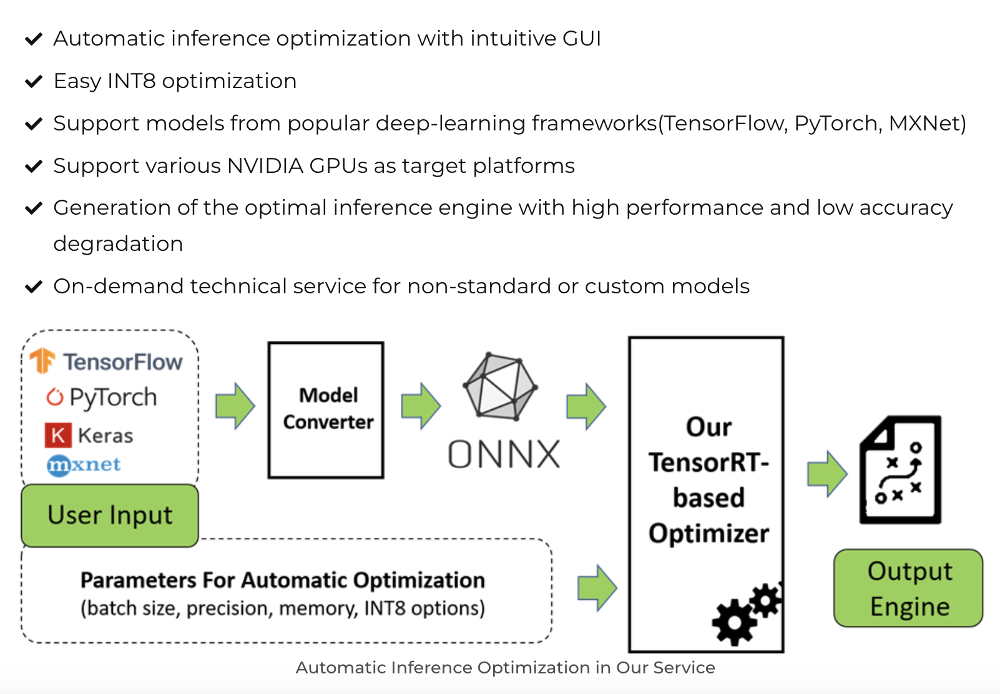 Automatic inference optimization with intuitive GUI
Easy INT8 optimization
Support models from popular deep-learning frameworks(TensorFlow, PyTorch, MXNet)
Support various NVIDIA GPUs as target platforms
Generation of the optimal inference engine with high performance and low accuracy
degradation
On-demand technical service for non-standard or custom models
TensorFlow
PyTorch
K Keras
mxnet
User Input
Model
Converter
ONNX
Parameters For Automatic Optimization
(batch size, precision, memory, INT8 options)
Our
TensorRT-
based
Optimizer
Output
Engine
Automatic Inference Optimization in Our Service